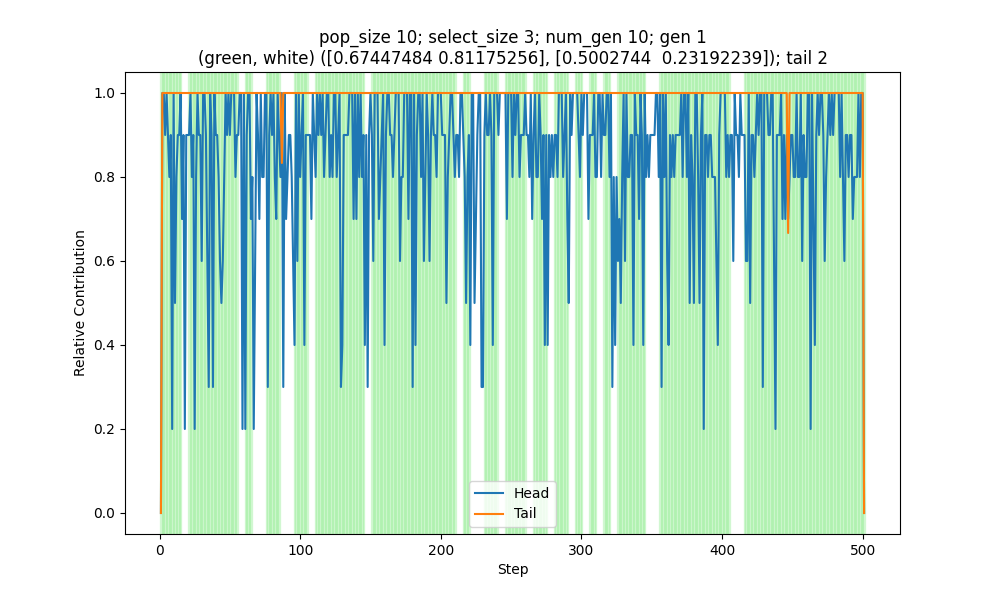 pop_size 10; select_size 3; num_gen 10; gen 1
(green, white) ([0.67447484 0.81175256], [0.5002744  0.23192239]); tail 2
Relative Contribution
1.0
0.8
0.6
0.4
0.2
0.0
Head
Tail
0 100 200 300 400 500
Step